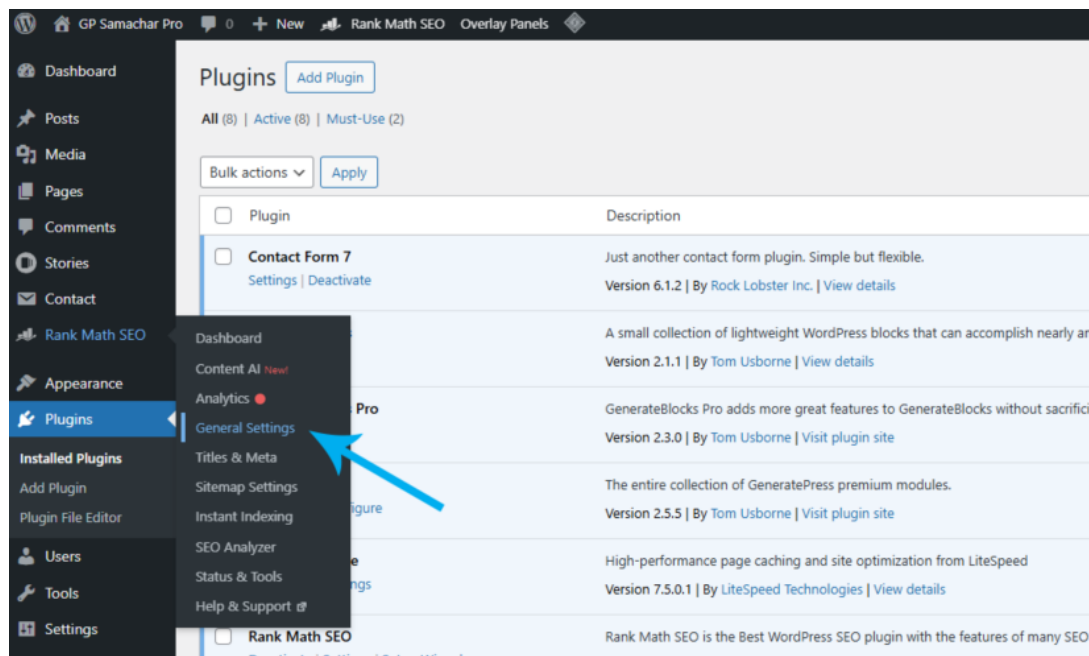 GP Samachar Pro 0 New Rank Math SEO Overlay Panels
Dashboard
Posts
Media
Pages
Comments
Stories
Contact
Rank Math SEO
Appearance
Plugins
Installed Plugins
Add Plugin
Plugin File Editor
Users
Tools
Settings
Dashboard
Content AI New!
Analytics
General Settings
Titles & Meta
Sitemap Settings
Instant Indexing
SEO Analyzer
Status & Tools
Help & Support
Plugins Add Plugin
All (8) | Active (8) | Must-Use (2)
Bulk actions Apply
Plugin Description
Contact Form 7 Just another contact form plugin. Simple but flexible.
Settings | Deactivate Version 6.1.2 | By Rock Lobster Inc. | View details
A small collection of lightweight WordPress blocks that can accomplish nearly
Version 2.1.1 | By Tom Usborne | View details
Pro GenerateBlocks Pro adds more great features to GenerateBlocks without
Version 2.3.0 | By Tom Usborne | Visit plugin site
The entire collection of GeneratePress premium modules.
Version 2.5.5 | By Tom Usborne | Visit plugin site
High-performance page caching and site optimization from LiteSpeed
Version 7.5.0.1 | By LiteSpeed Technologies | View details
Rank Math SEO Rank Math SEO is the Best WordPress SEO plugin with the features of many SEO